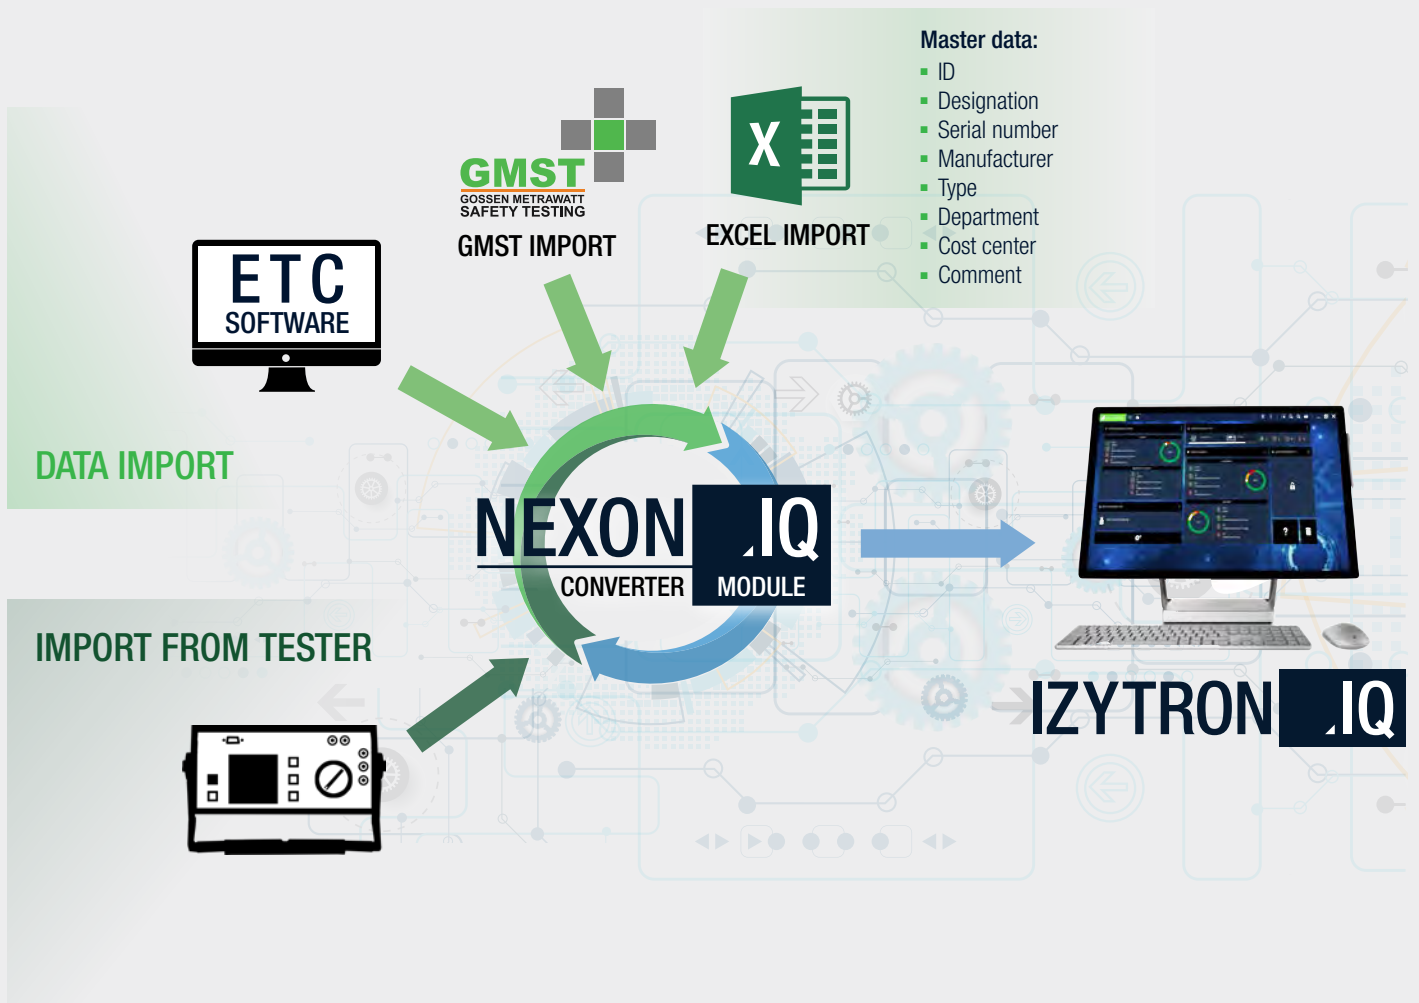 Master data:
ID
Designation
Serial number
Manufacturer
Type
Department
Cost center
Comment
GMST
GOSSEN METRAWATT
SAFETY TESTING
GMST IMPORT
X
EXCEL IMPORT
ETC
SOFTWARE
DATA IMPORT
NEXON .IQ
CONVERTER MODULE
IMPORT FROM TESTER
IZYTRON .IQ
?